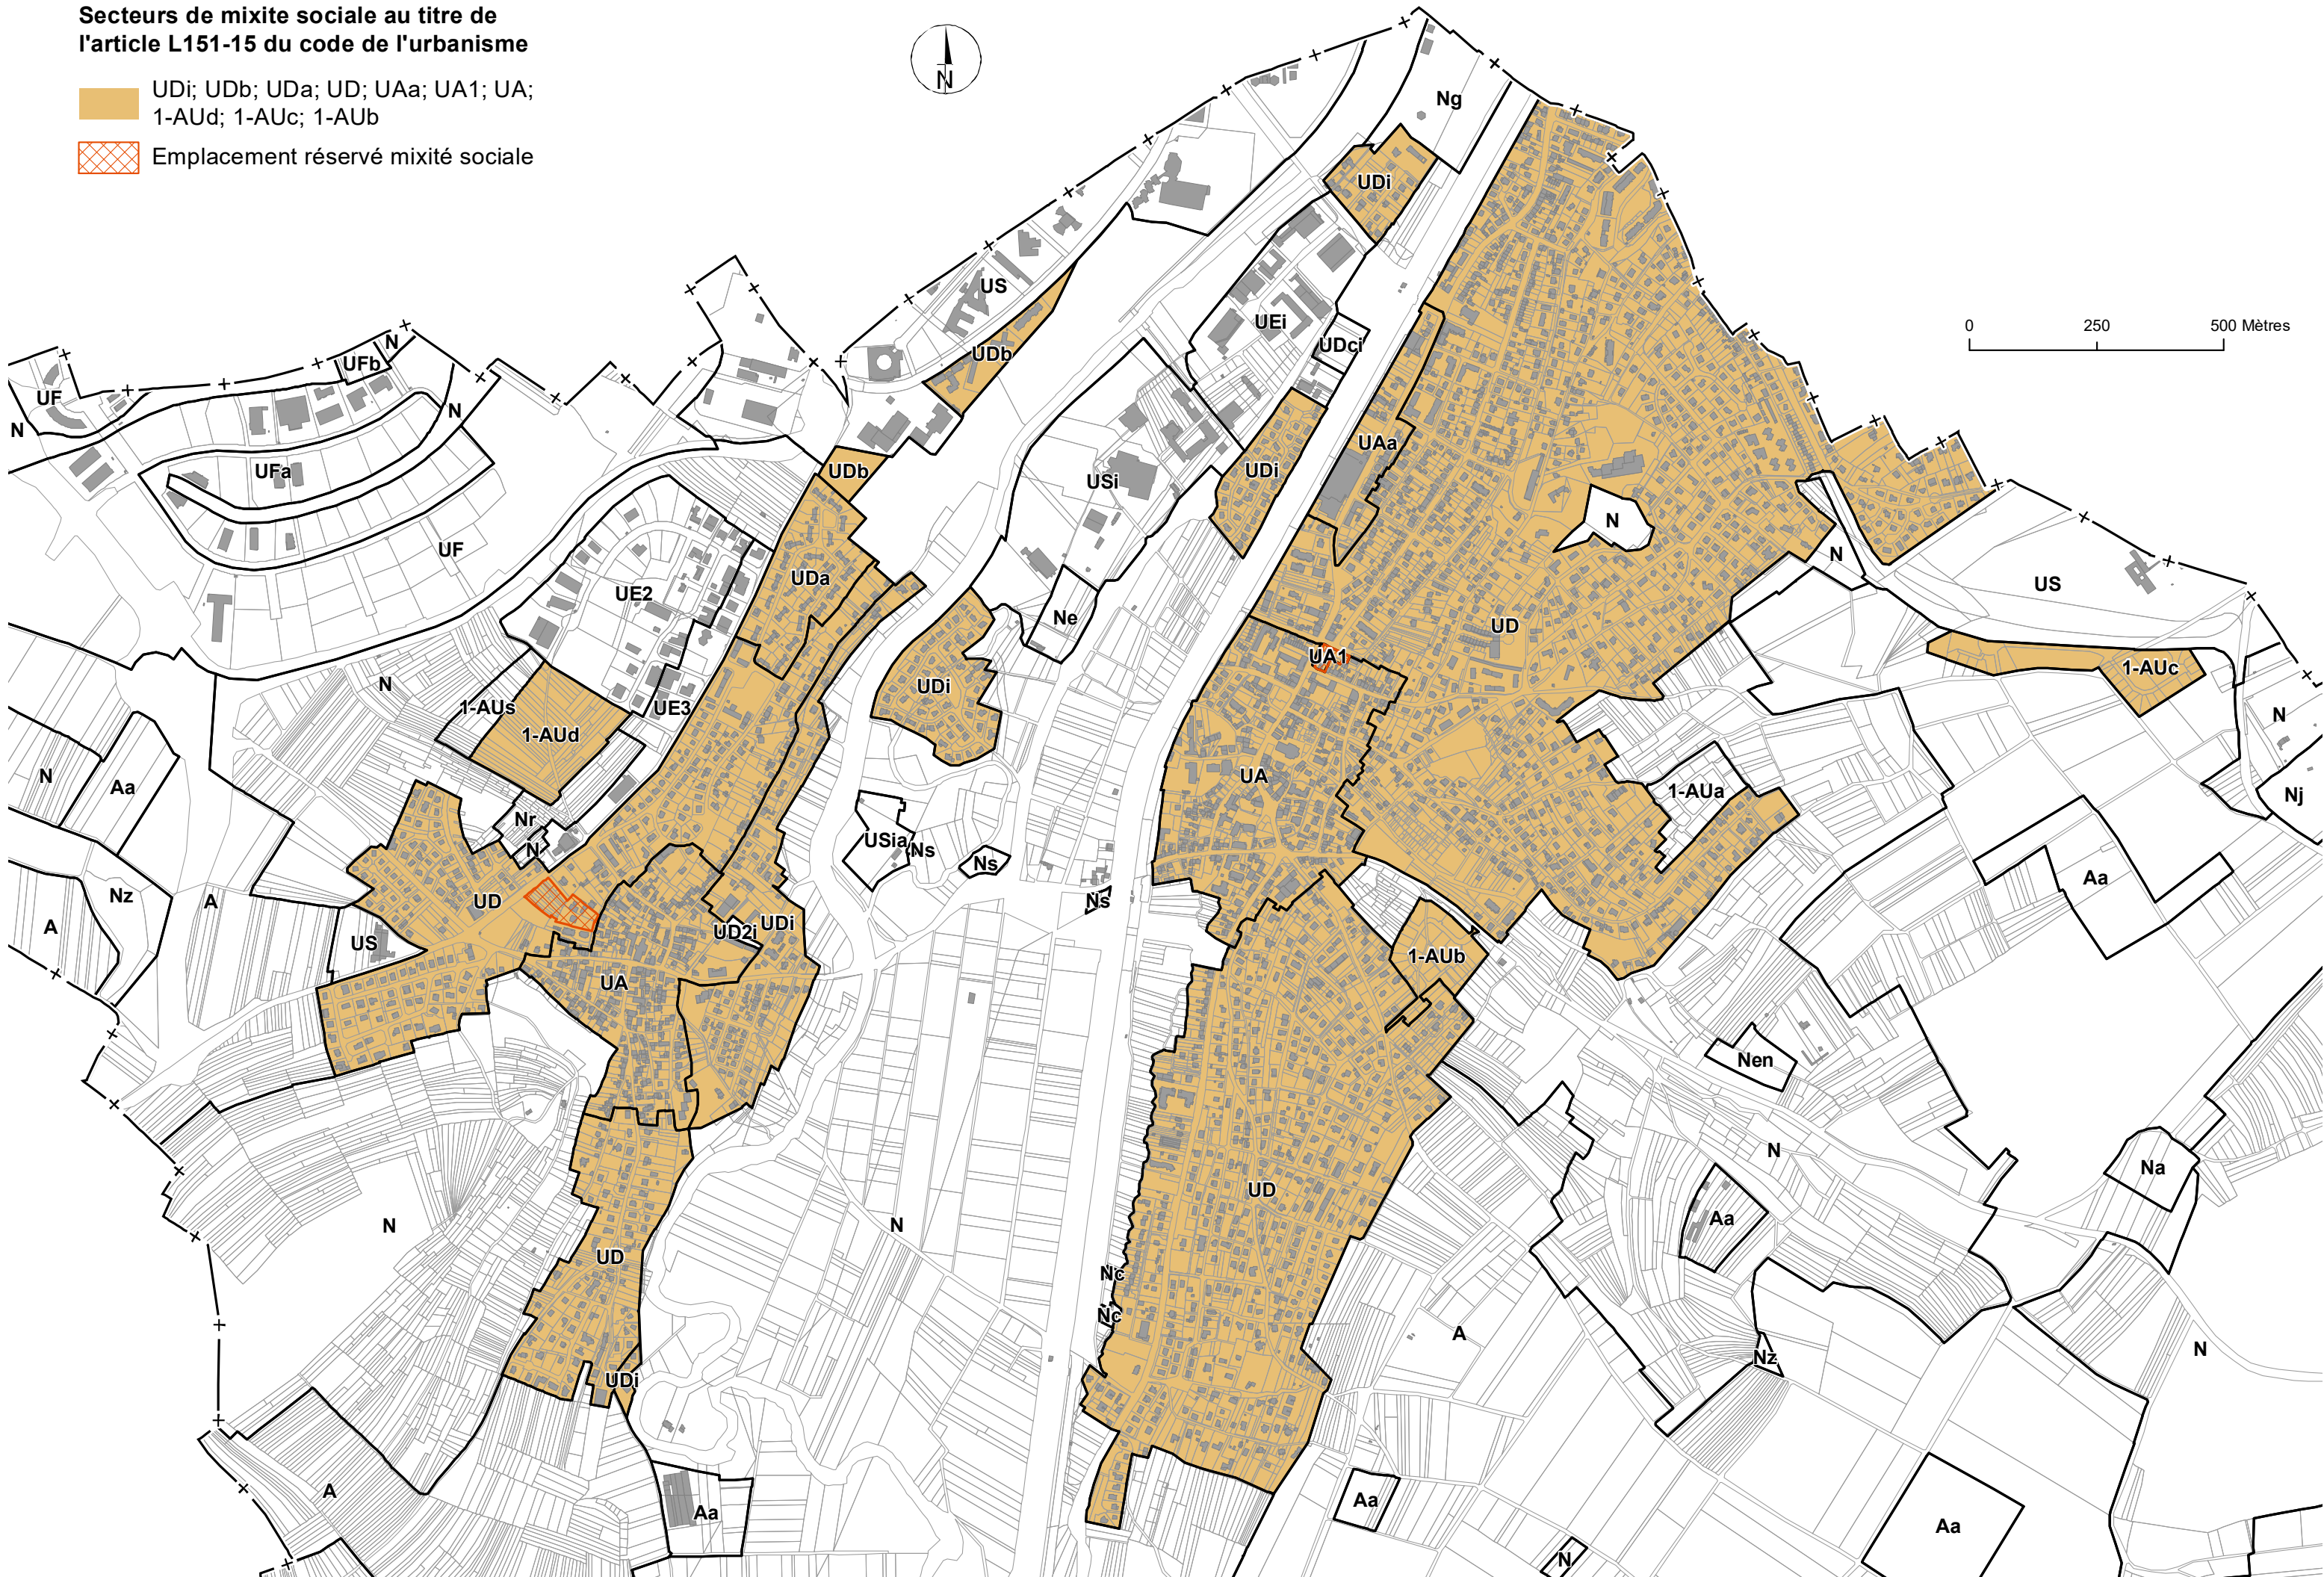 Secteurs de mixite sociale au titre de
l'article L151-15 du code de l'urbanisme
UDi; UDb; UDa; UD; UAa; UA1; UA;
1-AUd; 1-AUc; 1-AUb
Emplacement réservé mixité sociale
N
0 250 500 Mètres
Ng
UDi
US
UEi
UDci
UDb
N
UFb
UF
N
N
UFa
UF
UDb
USi
UDi
UAa
N
N
US
UE2
UDa
Ne
UD
UA1
1-AUc
N
UDi
N
1-AUs
UE3
1-AUd
N
Aa
UA
1-AUa
Nj
Nr
N
USia
Ns
Ns
Ns
Aa
Nz
A
A
UD
US
UD2i
UDi
UA
1-AUb
Nen
N
Na
Aa
UD
N
N
UD
Nc
Nc
A
Nz
N
UDi
A
Aa
Aa
Aa
N